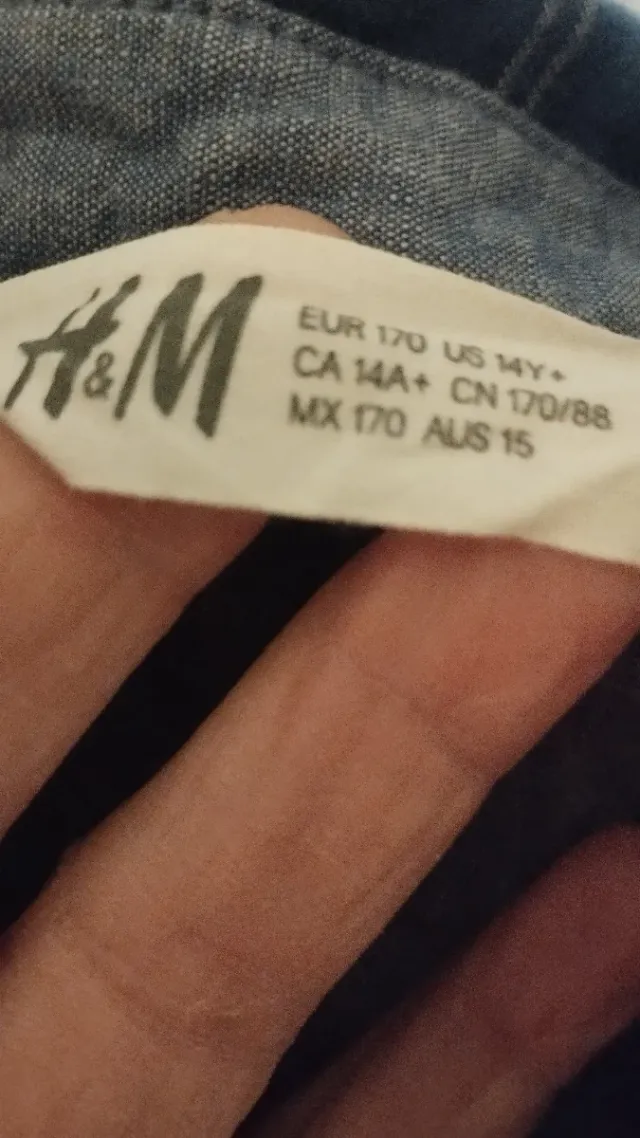 H&M
EUR 170 US 14Y+
CA 14A+ CN 170/88
MX 170 AUS 15